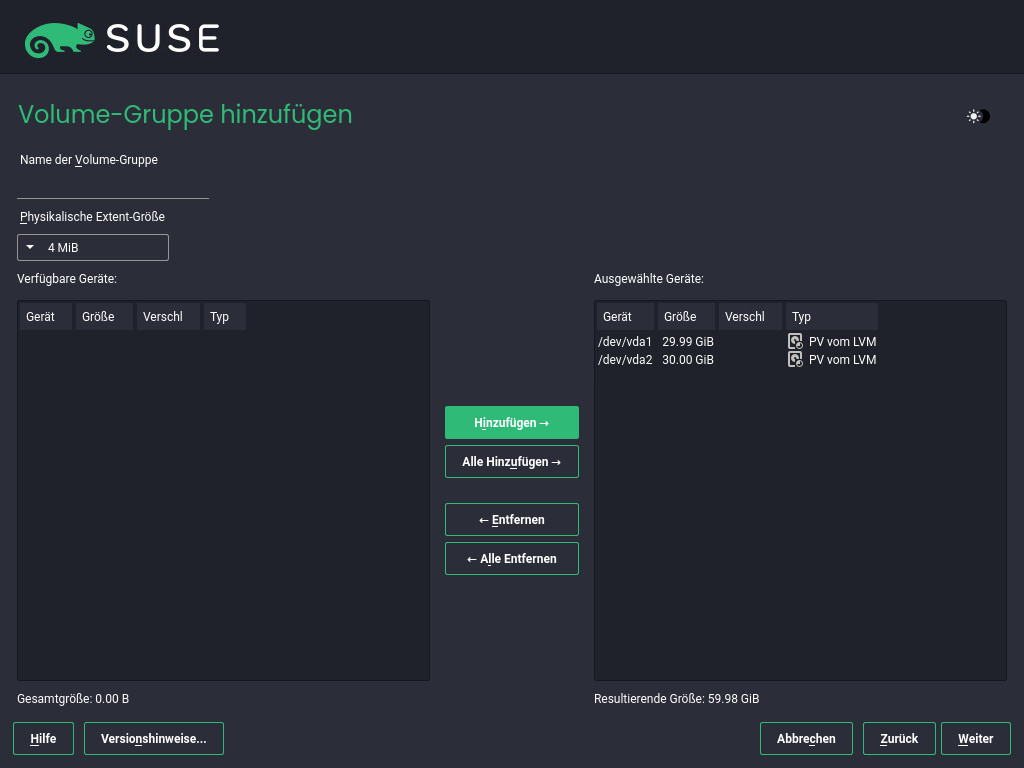 SUSE
Volume-Gruppe hinzufügen
Name der Volume-Gruppe
Physikalische Extent-Größe
4 MiB
Verfügbare Geräte:
Gerät Größe Verschl Typ
Hinzufügen →
Alle Hinzufügen →
← Entfernen
← Alle Entfernen
Ausgewählte Geräte:
Gerät Größe Verschl Typ
/dev/vda1 29.99 GiB PV vom LVM
/dev/vda2 30.00 GiB PV vom LVM
Gesamtgröße: 0.00 B
Resultierende Größe: 59.98 GiB
Hilfe Versionshinweise... Abbrechen Zurück Weiter